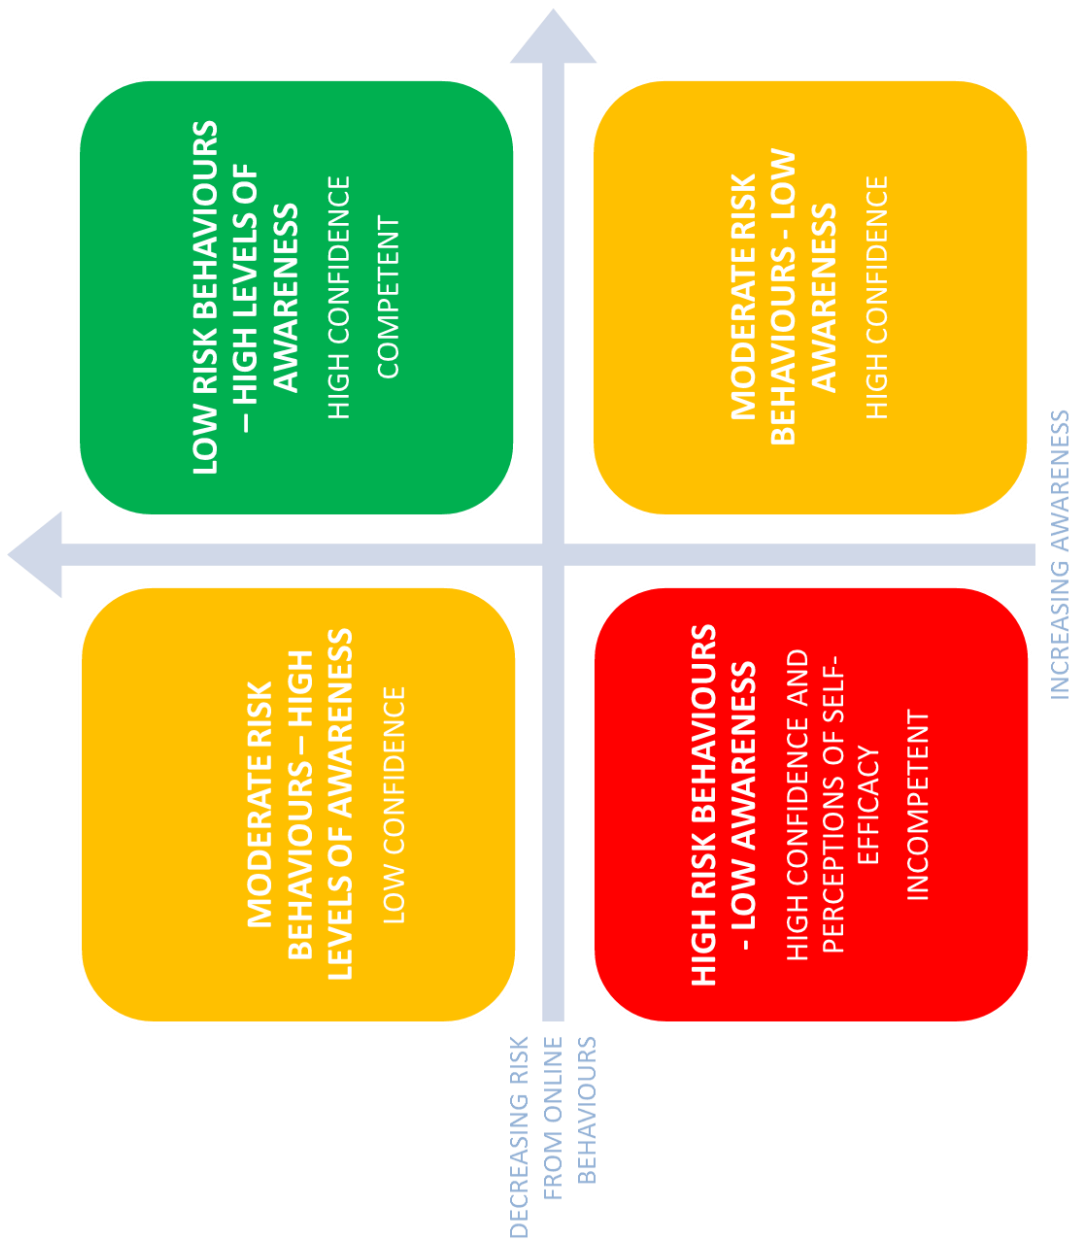 MODERATE RISK
BEHAVIOURS – HIGH
LEVELS OF AWARENESS
LOW CONFIDENCE
LOW RISK BEHAVIOURS
– HIGH LEVELS OF
AWARENESS
HIGH CONFIDENCE
COMPETENT
DECREASING RISK
FROM ONLINE
BEHAVIOURS
HIGH RISK BEHAVIOURS
- LOW AWARENESS
HIGH CONFIDENCE AND
PERCEPTIONS OF SELF-
EFFICACY
INCOMPETENT
MODERATE RISK
BEHAVIOURS - LOW
AWARENESS
HIGH CONFIDENCE
INCREASING AWARENESS